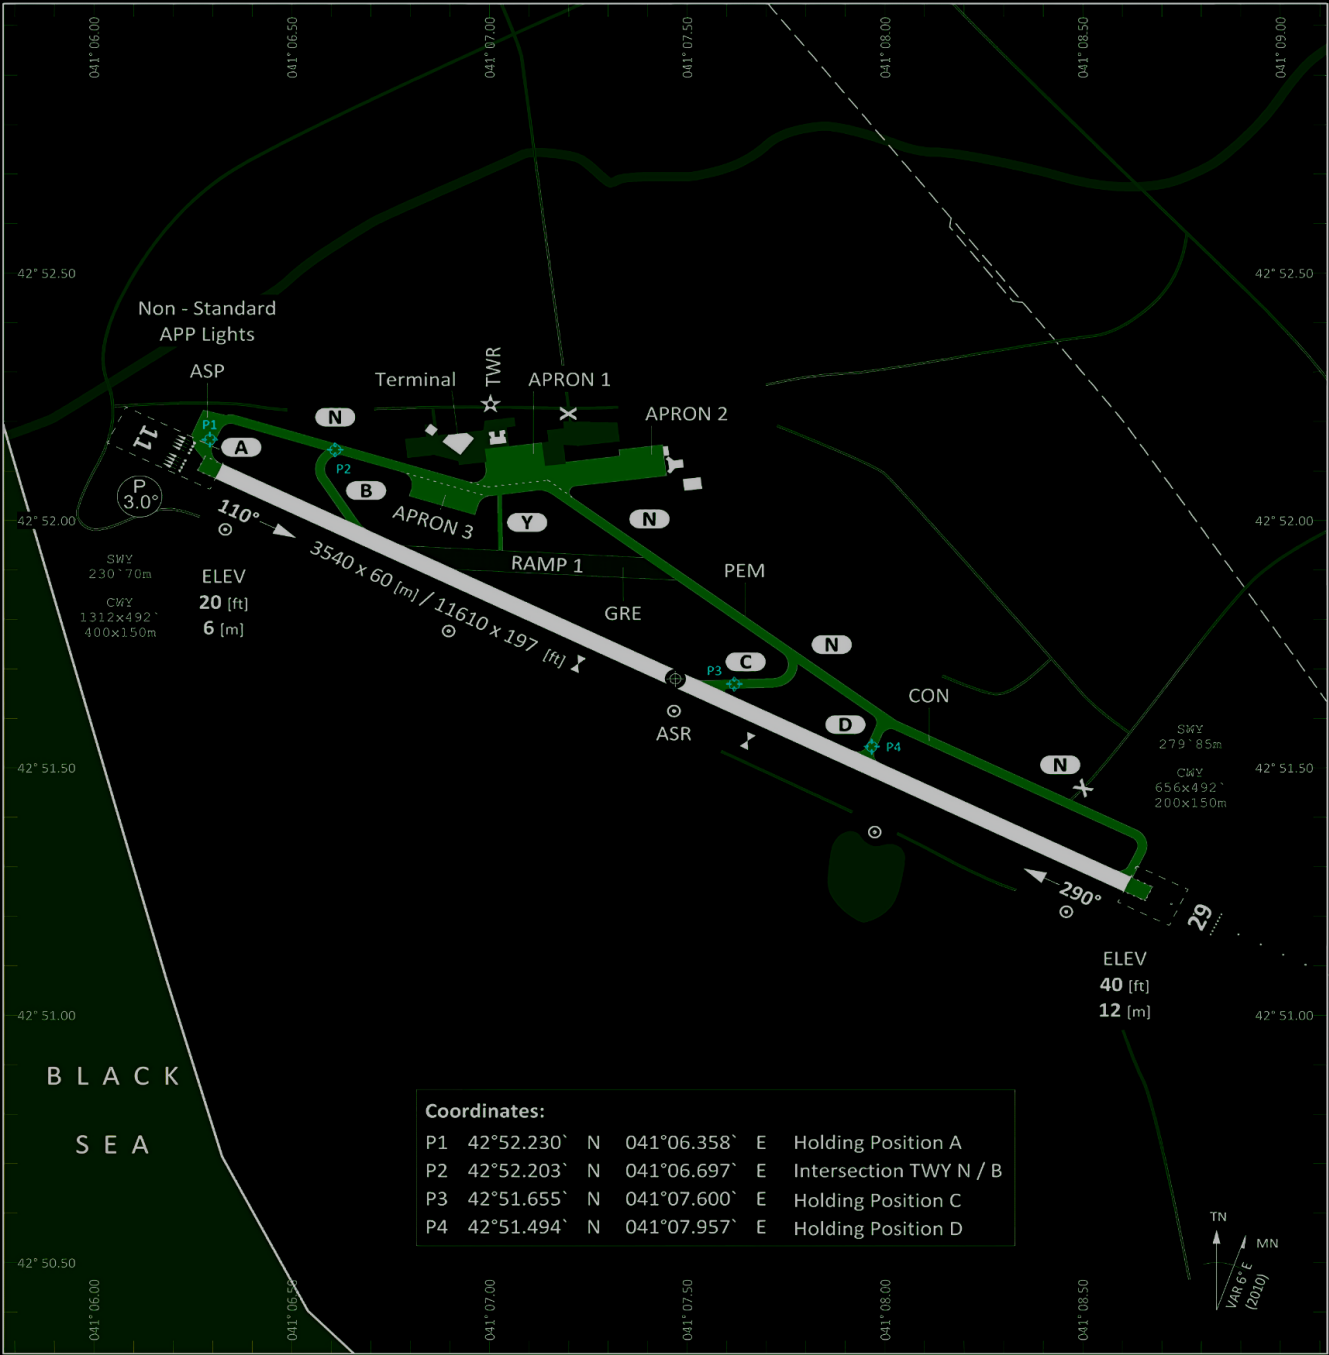 041° 06.00
041° 06.50
041° 07.00
041° 07.50
041° 08.00
041° 08.50
041° 09.00
42° 52.50
42° 52.50
Non - Standard
APP Lights
ASP
Terminal
TWR
APRON 1
APRON 2
N
P1
A
11
P2
B
P
3.0°
APRON 3
Y
N
110°
42° 52.00
42° 52.00
3540 x 60 [m] / 11610 x 197 [ft]
SWY
230`70m
CWY
1312x492`
400x150m
ELEV
20 [ft]
6 [m]
RAMP 1
GRE
PEM
N
C
P3
CON
D
P4
ASR
N
SWY
279`85m
CWY
656x492`
200x150m
42° 51.50
42° 51.50
290°
29
ELEV
40 [ft]
12 [m]
42° 51.00
42° 51.00
BLACK
SEA
Coordinates:
P1 42°52.230` N 041°06.358` E Holding Position A
P2 42°52.203` N 041°06.697` E Intersection TWY N / B
P3 42°51.655` N 041°07.600` E Holding Position C
P4 42°51.494` N 041°07.957` E Holding Position D
TN
MN
VAR 6° E
(2010)
42° 50.50
42° 50.50
041° 06.00
041° 06.50
041° 07.00
041° 07.50
041° 08.00
041° 08.50